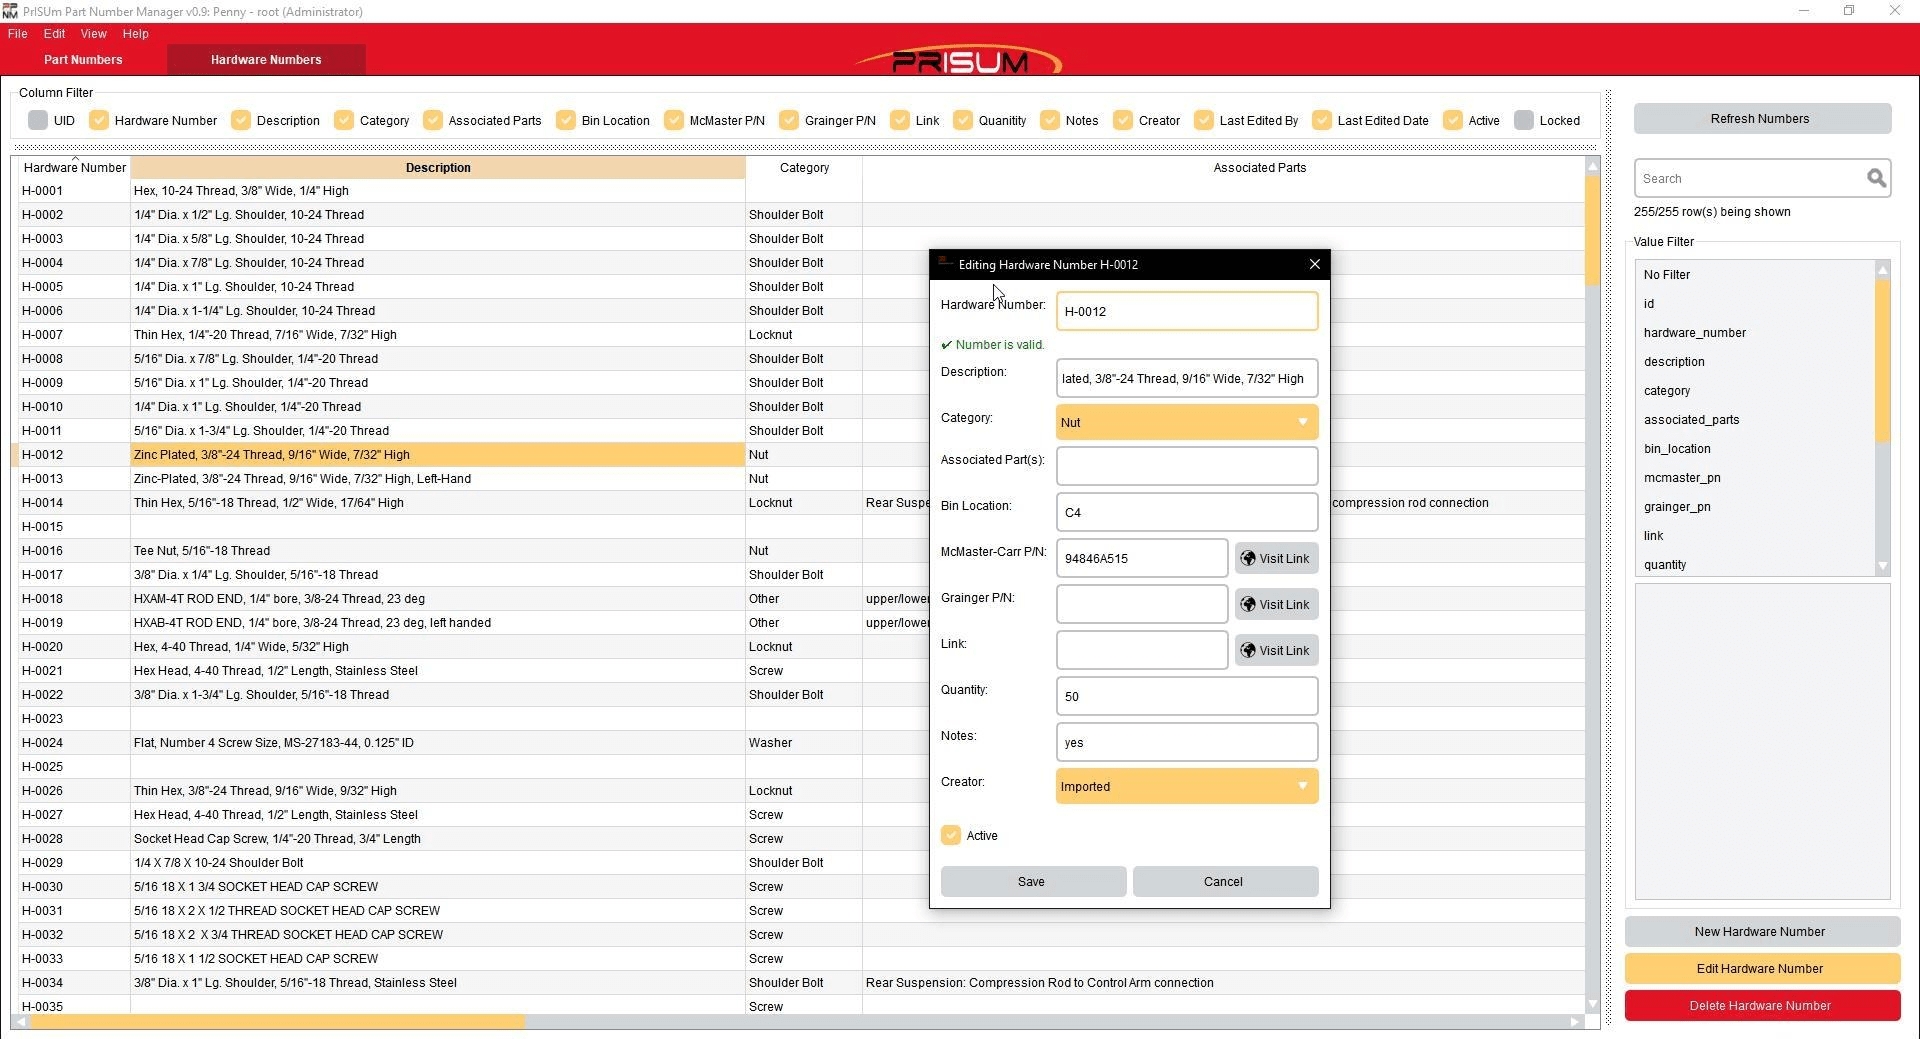 PrISUm Part Number Manager v0.9: Penny - root (Administrator)
File Edit View Help
Part Numbers Hardware Numbers
PRISUM
Column Filter
UID Hardware Number Description Category Associated Parts Bin Location McMaster P/N Grainger P/N Link Quanitity Notes Creator Last Edited By Last Edited Date Active Locked
Hardware Number Description Category Associated Parts
H-0001 Hex, 10-24 Thread, 3/8" Wide, 1/4" High
H-0002 1/4" Dia. x 1/2" Lg. Shoulder, 10-24 Thread Shoulder Bolt
H-0003 1/4" Dia. x 5/8" Lg. Shoulder, 10-24 Thread Shoulder Bolt
H-0004 1/4" Dia. x 7/8" Lg. Shoulder, 10-24 Thread Shoulder Bolt
H-0005 1/4" Dia. x 1" Lg. Shoulder, 10-24 Thread Shoulder Bolt
H-0006 1/4" Dia. x 1-1/4" Lg. Shoulder, 10-24 Thread Shoulder Bolt
H-0007 Thin Hex, 1/4"-20 Thread, 7/16" Wide, 7/32" High Locknut
H-0008 5/16" Dia. x 7/8" Lg. Shoulder, 1/4"-20 Thread Shoulder Bolt
H-0009 5/16" Dia. x 1" Lg. Shoulder, 1/4"-20 Thread Shoulder Bolt
H-0010 1/4" Dia. x 1" Lg. Shoulder, 1/4"-20 Thread Shoulder Bolt
H-0011 5/16" Dia. x 1-3/4" Lg. Shoulder, 1/4"-20 Thread Shoulder Bolt
H-0012 Zinc Plated, 3/8"-24 Thread, 9/16" Wide, 7/32" High Nut
H-0013 Zinc-Plated, 3/8"-24 Thread, 9/16" Wide, 7/32" High, Left-Hand Nut
H-0014 Thin Hex, 5/16"-18 Thread, 1/2" Wide, 17/64" High Locknut Rear Suspe compression rod connection
H-0015
H-0016 Tee Nut, 5/16"-18 Thread Nut
H-0017 3/8" Dia. x 1/4" Lg. Shoulder, 5/16"-18 Thread Shoulder Bolt
H-0018 HXAM-4T ROD END, 1/4" bore, 3/8-24 Thread, 23 deg Other upper/lower
H-0019 HXAB-4T ROD END, 1/4" bore, 3/8-24 Thread, 23 deg, left handed Other upper/lower
H-0020 Hex, 4-40 Thread, 1/4" Wide, 5/32" High Locknut
H-0021 Hex Head, 4-40 Thread, 1/2" Length, Stainless Steel Screw
H-0022 3/8" Dia. x 1-3/4" Lg. Shoulder, 5/16"-18 Thread Shoulder Bolt
H-0023
H-0024 Flat, Number 4 Screw Size, MS-27183-44, 0.125" ID Washer
H-0025
H-0026 Thin Hex, 3/8"-24 Thread, 9/16" Wide, 9/32" High Locknut
H-0027 Hex Head, 4-40 Thread, 1/2" Length, Stainless Steel Screw
H-0028 Socket Head Cap Screw, 1/4"-20 Thread, 3/4" Length Screw
H-0029 1/4 X 7/8 X 10-24 Shoulder Bolt Shoulder Bolt
H-0030 5/16 18 X 1 3/4 SOCKET HEAD CAP SCREW Screw
H-0031 5/16 18 X 2 X 1/2 THREAD SOCKET HEAD CAP SCREW Screw
H-0032 5/16 18 X 2 X 3/4 THREAD SOCKET HEAD CAP SCREW Screw
H-0033 5/16 18 X 1 1/2 SOCKET HEAD CAP SCREW Screw
H-0034 3/8" Dia. x 1" Lg. Shoulder, 5/16"-18 Thread, Stainless Steel Shoulder Bolt Rear Suspension: Compression Rod to Control Arm connection
H-0035 Screw
Editing Hardware Number H-0012
Hardware Number: H-0012
✔ Number is valid.
Description: lated, 3/8"-24 Thread, 9/16" Wide, 7/32" High
Category: Nut
Associated Part(s):
Bin Location: C4
McMaster-Carr P/N: 94846A515 Visit Link
Grainger P/N: Visit Link
Link: Visit Link
Quantity: 50
Notes: yes
Creator: Imported
Active
Save Cancel
Refresh Numbers
Search
255/255 row(s) being shown
Value Filter
No Filter
id
hardware_number
description
category
associated_parts
bin_location
mcmaster_pn
grainger_pn
link
quantity
New Hardware Number
Edit Hardware Number
Delete Hardware Number